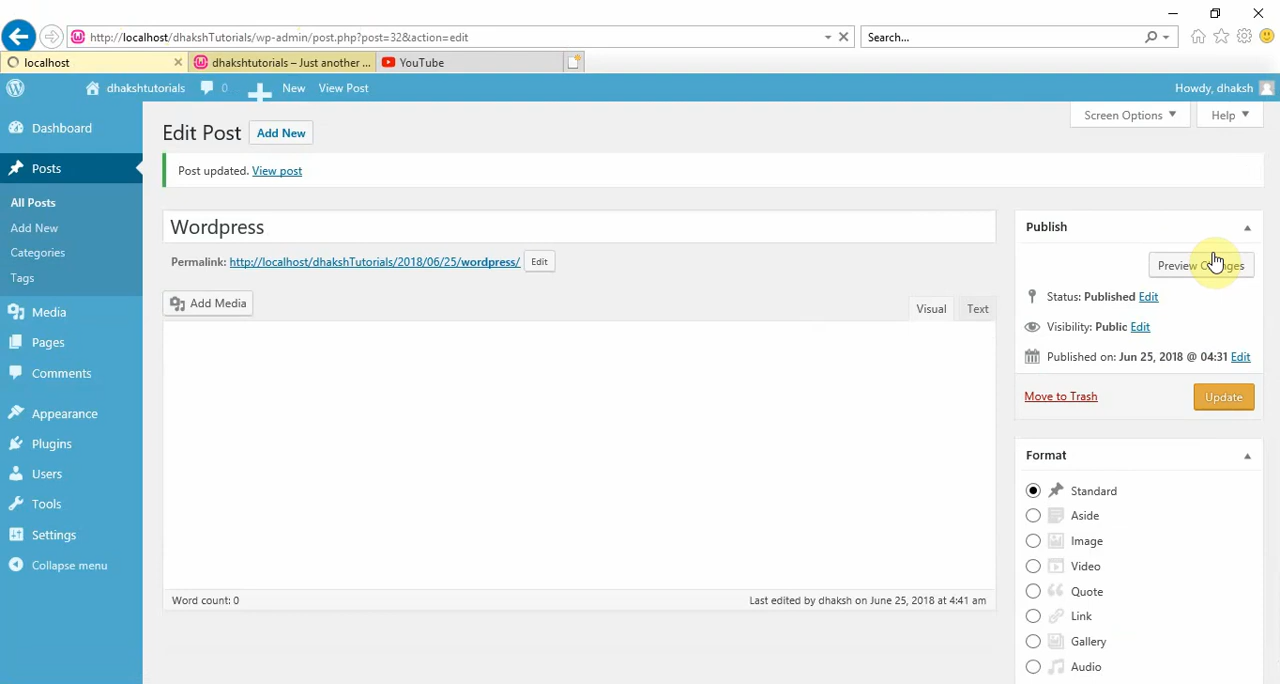 http://localhost/dhakshTutorials/wp-admin/post.php?post=32&action=edit
Search...
localhost
dhakshtutorials – Just another ...
YouTube
dhakshtutorials
0
New
View Post
Howdy, dhaksh
Screen Options
Help
Dashboard
Posts
All Posts
Add New
Categories
Tags
Media
Pages
Comments
Appearance
Plugins
Users
Tools
Settings
Collapse menu
Edit Post
Add New
Post updated. View post
Wordpress
Permalink: http://localhost/dhakshTutorials/2018/06/25/wordpress/ Edit
Add Media
Visual
Text
Word count: 0
Last edited by dhaksh on June 25, 2018 at 4:41 am
Publish
Preview Changes
Status: Published Edit
Visibility: Public Edit
Published on: Jun 25, 2018 @ 04:31 Edit
Move to Trash
Update
Format
Standard
Aside
Image
Video
Quote
Link
Gallery
Audio